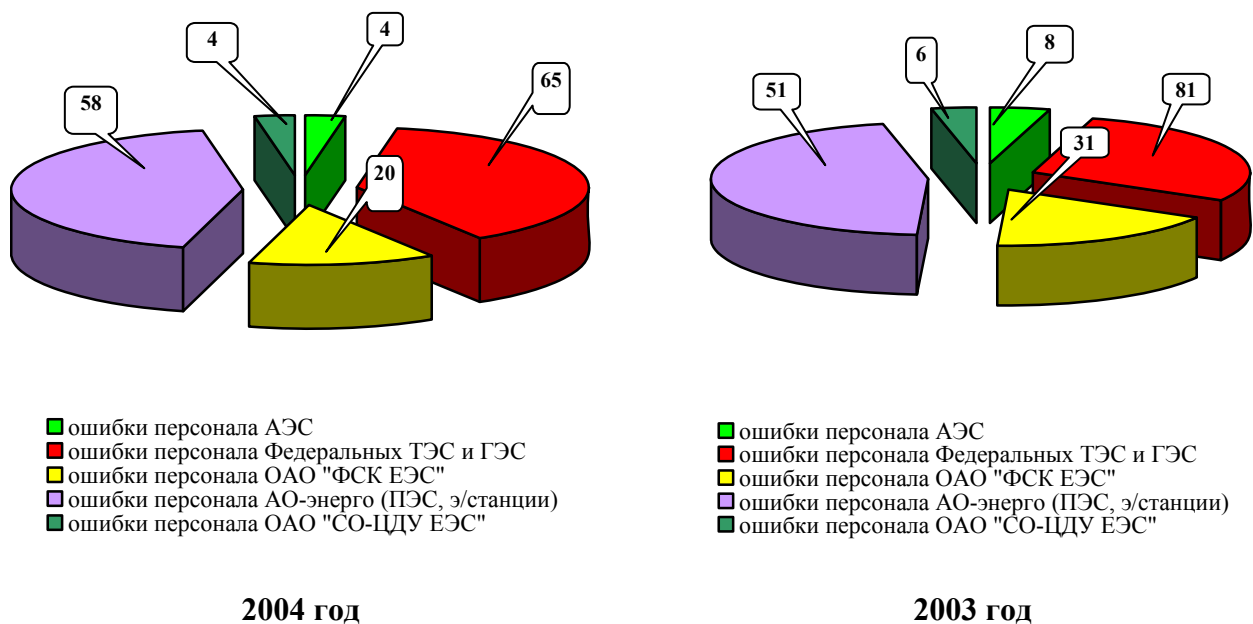 4
4
58
65
20
ошибки персонала АЭС
ошибки персонала Федеральных ТЭС и ГЭС
ошибки персонала ОАО "ФСК ЕЭС"
ошибки персонала АО-энерго (ПЭС, э/станции)
ошибки персонала ОАО "СО-ЦДУ ЕЭС"
2004 год
6
8
51
81
31
ошибки персонала АЭС
ошибки персонала Федеральных ТЭС и ГЭС
ошибки персонала ОАО "ФСК ЕЭС"
ошибки персонала АО-энерго (ПЭС, э/станции)
ошибки персонала ОАО "СО-ЦДУ ЕЭС"
2003 год